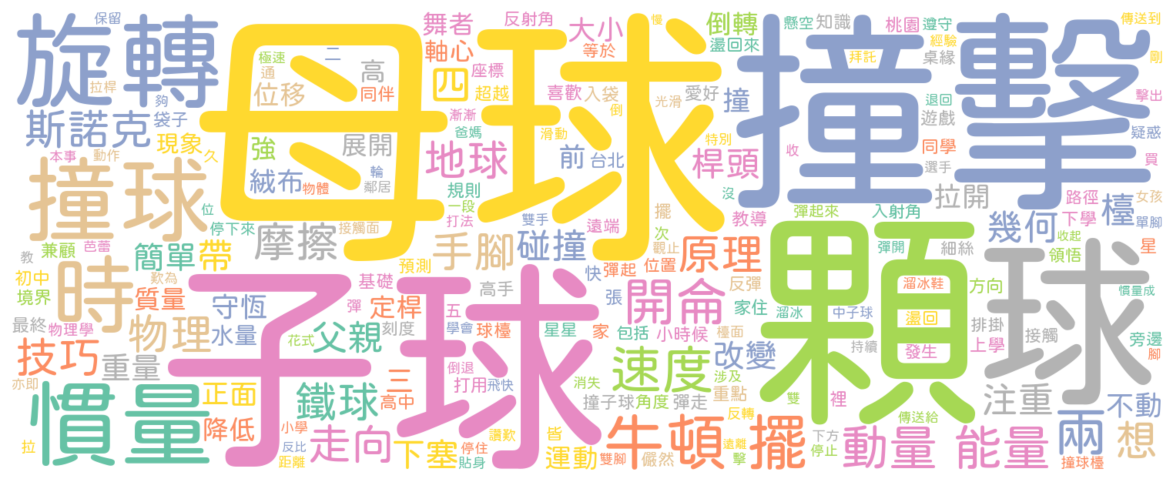 保留
舞者
反射角
大小
倒轉
懸空
知識
桃園
遵守
傳送到
旋轉
母球
撞擊
極速
二
軸心
等於
盪回來
經驗
剛
拉桿
通
高
四
座標
慢
拜託
桌緣
夠
位移
同伴
超越
喜歡
入袋
光滑
愛好
撞
退回
擊出
斯諾克
袋子
現象
強
展開
漸漸
爸媽
滑動
倒
特別
遊戲
疑惑
本事
動作
久
絨布
輪
地球
前
台北
收
桿頭
同學
買
物體
鄰居
規則
沒
選手
撞球
位
一段
打法
雙手
遠端
擺
教導
拉開
路徑
女孩
停下來
接觸面
次
彈起來
入射角
下學
檯
單腳
兼顧
芭蕾
簡單
帶
摩擦
手腳
碰撞
觀止
原理
彈開
細絲
幾何
收起
星
教
時
歎為
預測
快
彈起
位置
顆
球
領悟
初中
境界
質量
守恆
基礎
高手
張
反彈
溜冰鞋
方向
慣量成
子球
彈
定桿
五
開侖
家住
溜冰
中子球
最終
物理學
物理
水量
父親
刻度
學會
球檯
星星
家
包括
小時候
檯面
盪回
排掛
接觸
旁邊
技巧
重量
花式
倒退
速度
改變
持續
發生
上學
腳
亦即
三
打用
飛快
消失
涉及
重點
雙
裡
注重
慣量
正面
鐵球
高中
撞子球
角度
彈走
傳送給
不動
拉
降低
小學
走向
讚歎
停住
皆
牛頓
擺
反轉
下方
動量
能量
兩
想
反比
距離
下塞
貼身
運動
雙腳
儼然
遠離
擊
停止
撞球檯